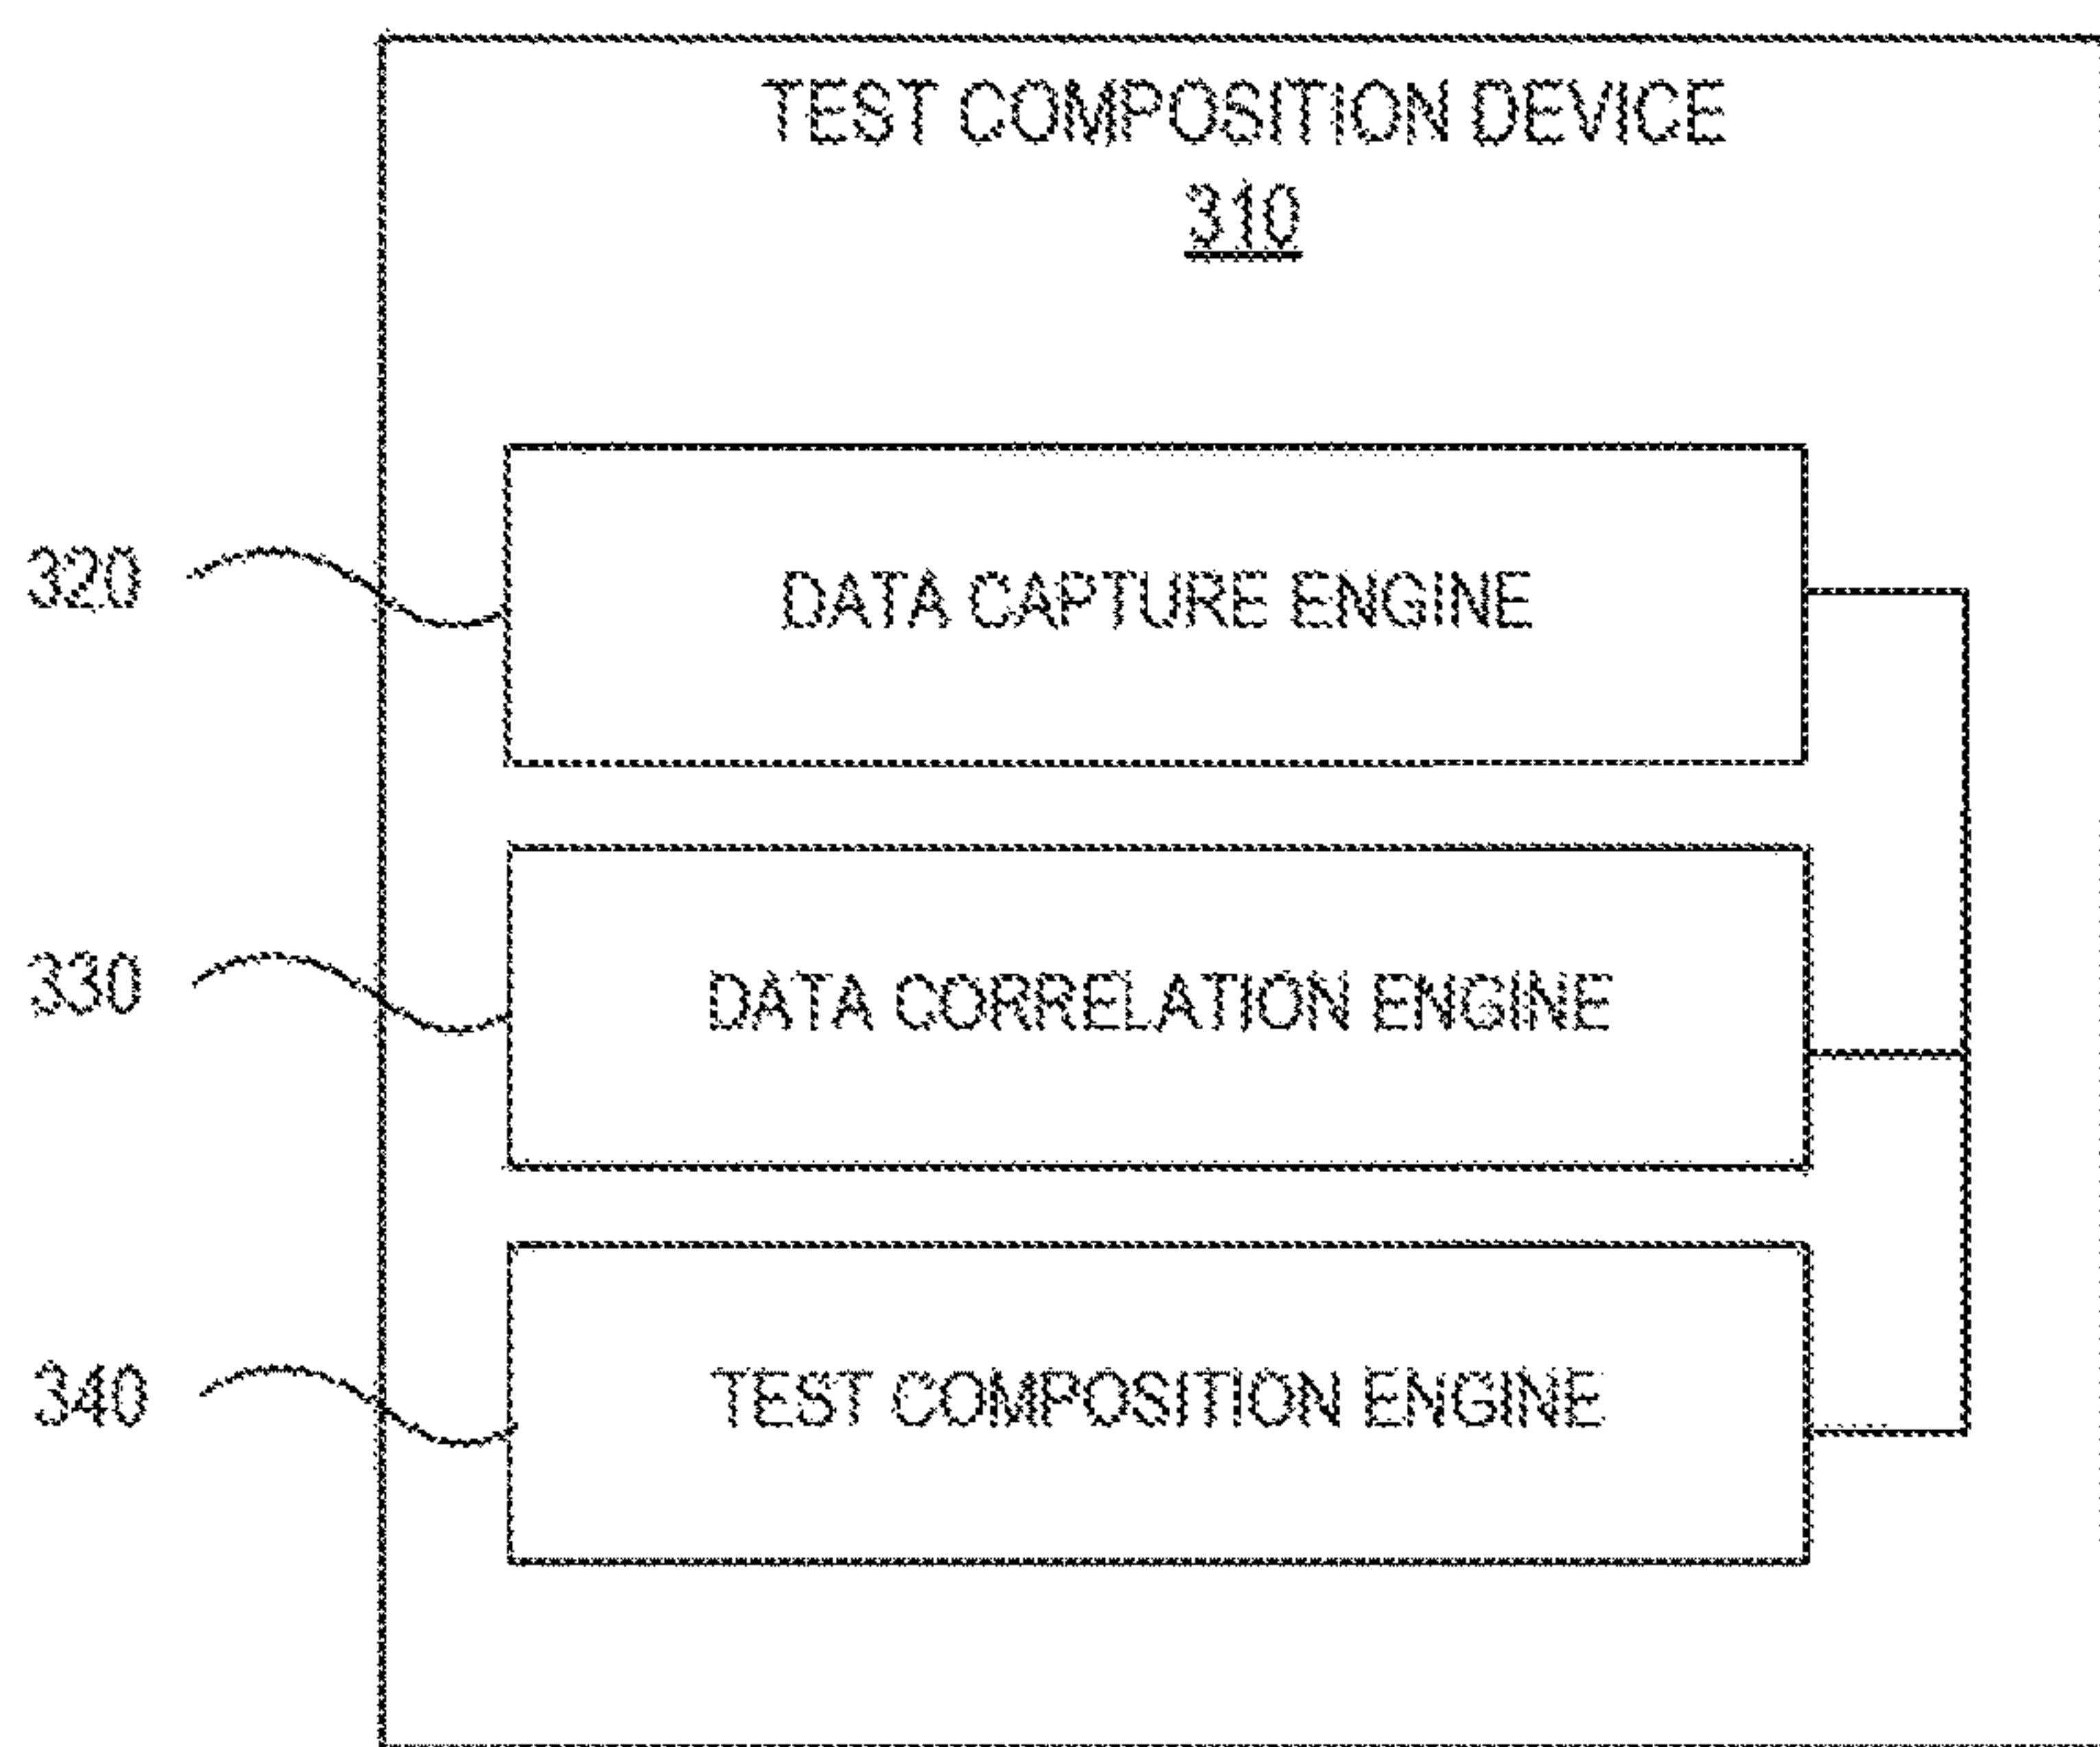 TEST COMPOSITION DEVICE
310
320
DATA CAPTURE ENGINE
330
DATA CORRELATION ENGINE
340
TEST COMPOSITION ENGINE